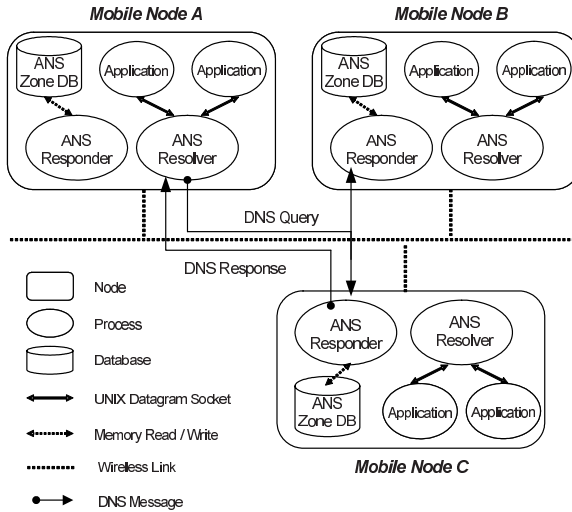 Mobile Node A
Mobile Node B
ANS
Zone DB
Application
Application
ANS
Responder
ANS
Resolver
ANS
Zone DB
Application
Application
ANS
Responder
ANS
Resolver
DNS Query
DNS Response
Node
Process
Database
UNIX Datagram Socket
Memory Read / Write
Wireless Link
DNS Message
ANS
Responder
ANS
Resolver
ANS
Zone DB
Application
Application
Mobile Node C